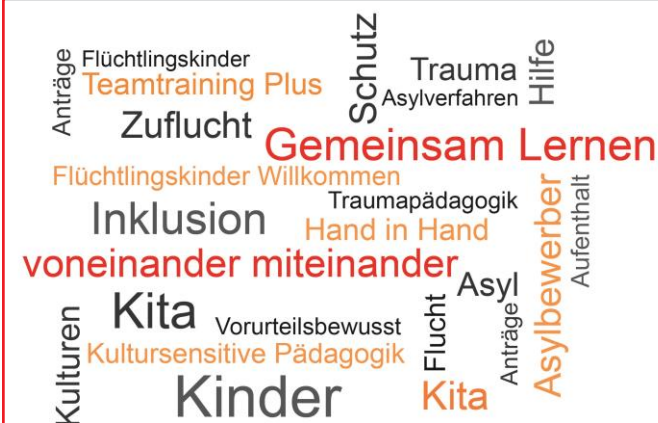 Anträge
Flüchtlingskinder
Teamtraining Plus
Schutz
Trauma
Hilfe
Asylverfahren
Zuflucht
Gemeinsam Lernen
Flüchtlingskinder Willkommen
Traumapädagogik
Inklusion
Hand in Hand
Asylbewerber
Aufenthalt
voneinander miteinander
Asyl
Kita
Vorurteilsbewusst
Flucht
Anträge
Kulturen
Kultursensitive Pädagogik
Kinder
Kita